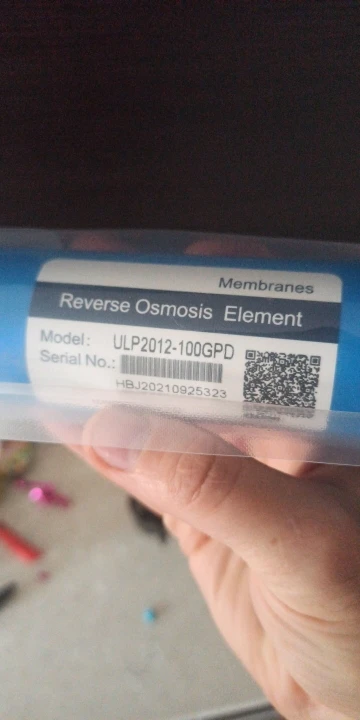 Membranes
Reverse Osmosis Element
Model: ULP2012-100GPD
Serial No.:
HBJ20210925323